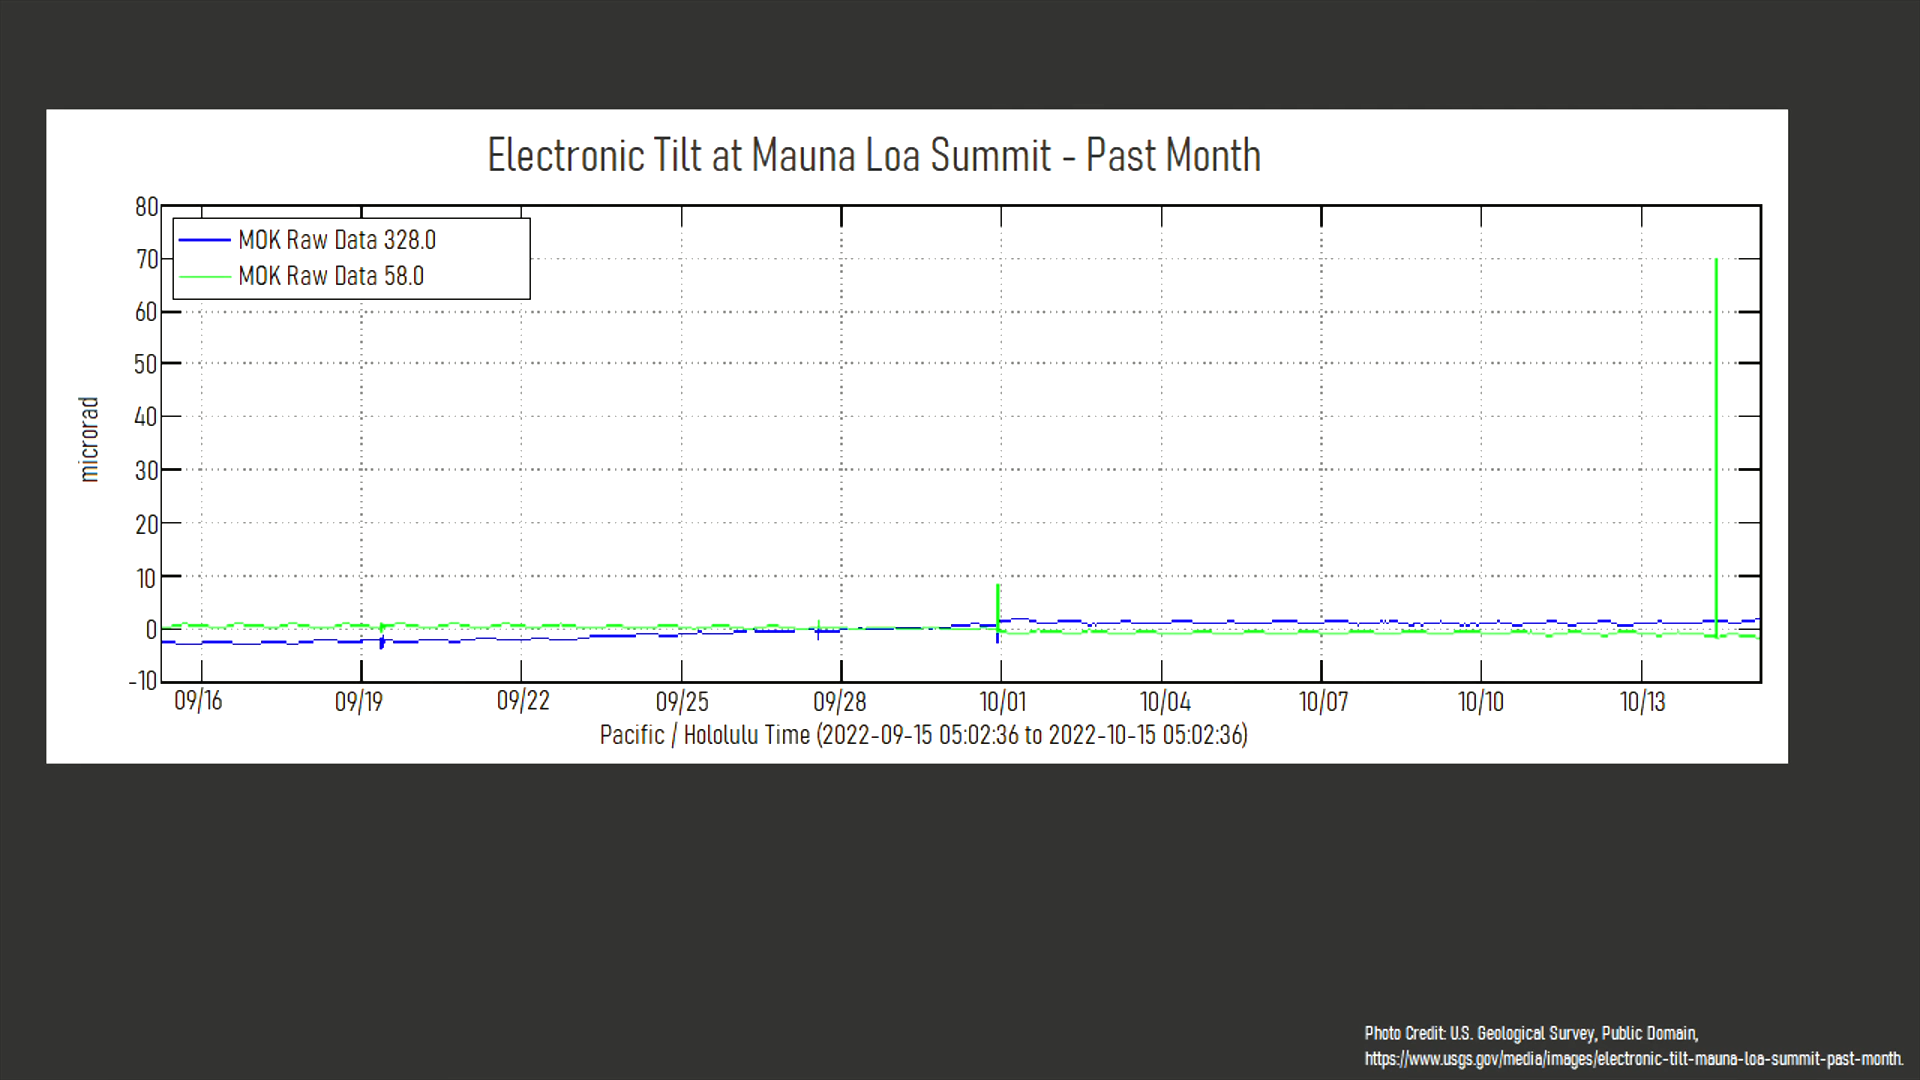 Electronic Tilt at Mauna Loa Summit - Past Month
MOK Raw Data 328.0
MOK Raw Data 58.0
80
70
60
50
40
30
20
10
0
-10
microrad
09/16 09/19 09/22 09/25 09/28 10/01 10/04 10/07 10/10 10/13
Pacific / Hololulu Time (2022-09-15 05:02:36 to 2022-10-15 05:02:36)
Photo Credit: U.S. Geological Survey, Public Domain,
https://www.usgs.gov/media/images/electronic-tilt-mauna-loa-summit-past-month.